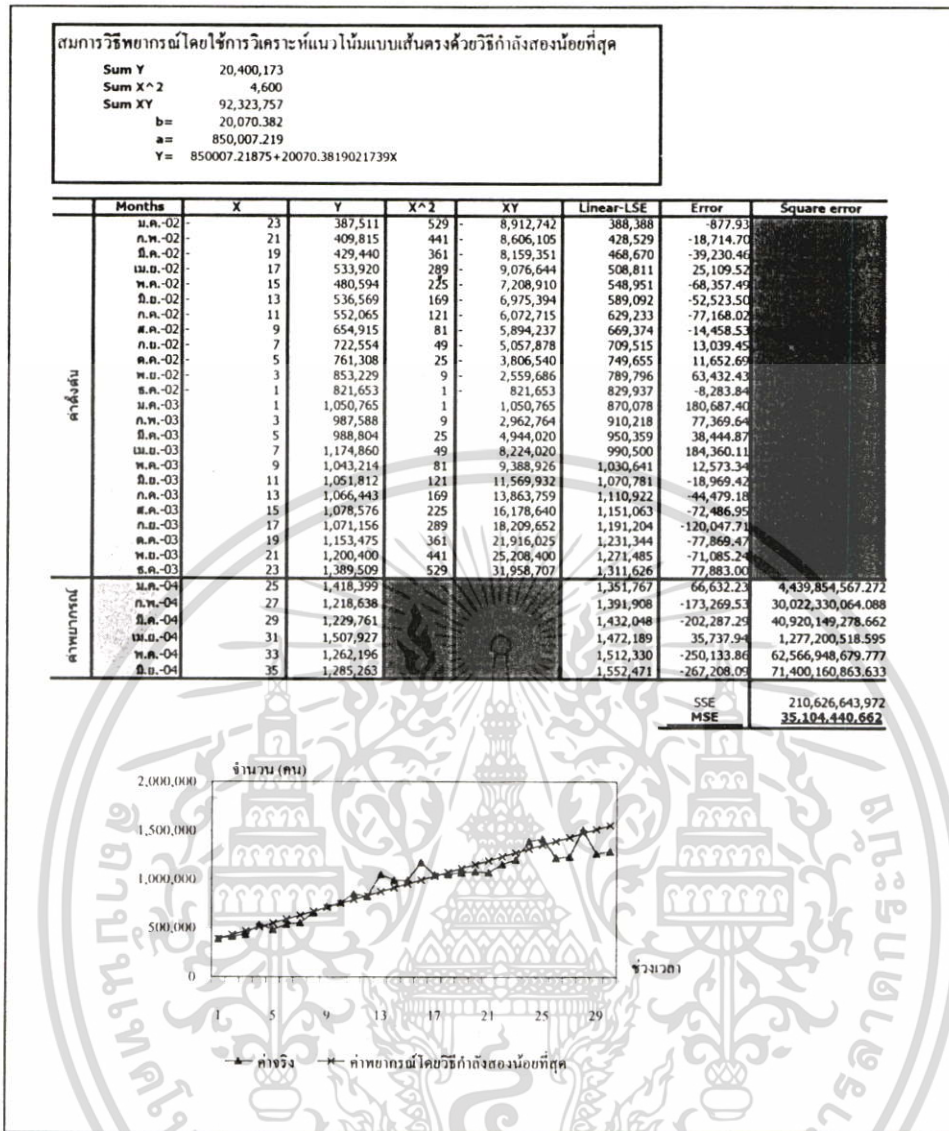 สมการวิธีพยากรณ์โดยใช้การวิเคราะห์แนวโน้มแบบเส้นตรงด้วยวิธีกำลังสองน้อยที่สุด
Sum Y 20,400,173
Sum X^2 4,600
Sum XY 92,323,757
b= 20,070.382
a= 850,007.219
Y= 850007.21875+20070.3819021739X
Months X Y X^2 XY Linear-LSE Error Square error
ค่าตั้งต้น
ม.ค.-02 - 23 387,511 529 - 8,912,742 388,388 -877.93
ก.พ.-02 - 21 409,815 441 - 8,606,105 428,529 -18,714.70
มี.ค.-02 - 19 429,440 361 - 8,159,351 468,670 -39,230.46
เม.ย.-02 - 17 533,920 289 - 9,076,644 508,811 25,109.52
พ.ค.-02 - 15 480,594 225 - 7,208,910 548,951 -68,357.49
มิ.ย.-02 - 13 536,569 169 - 6,975,394 589,092 -52,523.50
ก.ค.-02 - 11 552,065 121 - 6,072,715 629,233 -77,168.02
ส.ค.-02 - 9 654,915 81 - 5,894,237 669,374 -14,458.53
ก.ย.-02 - 7 722,554 49 - 5,057,878 709,515 13,039.45
ต.ค.-02 - 5 761,308 25 - 3,806,540 749,655 11,652.69
พ.ย.-02 - 3 853,229 9 - 2,559,686 789,796 63,432.43
ธ.ค.-02 - 1 821,653 1 - 821,653 829,937 -8,283.84
ม.ค.-03 1 1,050,765 1 1,050,765 870,078 180,687.40
ก.พ.-03 3 987,588 9 2,962,764 910,218 77,369.64
มี.ค.-03 5 988,804 25 4,944,020 950,359 38,444.87
เม.ย.-03 7 1,174,860 49 8,224,020 990,500 184,360.11
พ.ค.-03 9 1,043,214 81 9,388,926 1,030,641 12,573.34
มิ.ย.-03 11 1,051,812 121 11,569,932 1,070,781 -18,969.42
ก.ค.-03 13 1,066,443 169 13,863,759 1,110,922 -44,479.18
ส.ค.-03 15 1,078,576 225 16,178,640 1,151,063 -72,486.95
ก.ย.-03 17 1,071,156 289 18,209,652 1,191,204 -120,047.71
ต.ค.-03 19 1,153,475 361 21,916,025 1,231,344 -77,869.47
พ.ย.-03 21 1,200,400 441 25,208,400 1,271,485 -71,085.24
ธ.ค.-03 23 1,389,509 529 31,958,707 1,311,626 77,883.00
ค่าพยากรณ์
ม.ค.-04 25 1,418,399 1,351,767 66,632.23 4,439,854,567.272
ก.พ.-04 27 1,218,638 1,391,908 -173,269.53 30,022,330,064.088
มี.ค.-04 29 1,229,761 1,432,048 -202,287.29 40,920,149,278.662
เม.ย.-04 31 1,507,927 1,472,189 35,737.94 1,277,200,518.595
พ.ค.-04 33 1,262,196 1,512,330 -250,133.86 62,566,948,679.777
มิ.ย.-04 35 1,285,263 1,552,471 -267,208.09 71,400,160,863.633
SSE 210,626,643,972
MSE 35,104,440,662
จำนวน (คน)
2,000,000
1,500,000
1,000,000
500,000
0
ช่วงเวลา
1 5 9 13 17 21 25 29
ค่าจริง ค่าพยากรณ์โดยวิธีกำลังสองน้อยที่สุด